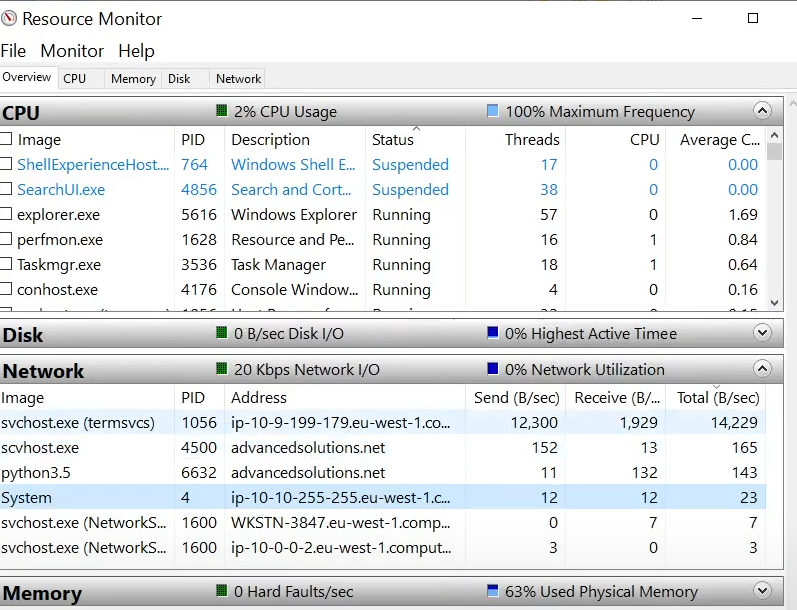 Resource Monitor
File Monitor Help
Overview CPU Memory Disk Network
CPU 2% CPU Usage 100% Maximum Frequency
Image PID Description Status Threads CPU Average C...
ShellExperienceHost.... 764 Windows Shell E... Suspended 17 0 0.00
SearchUI.exe 4856 Search and Cort... Suspended 38 0 0.00
explorer.exe 5616 Windows Explorer Running 57 0 1.69
perfmon.exe 1628 Resource and Pe... Running 16 1 0.84
Taskmgr.exe 3536 Task Manager Running 18 1 0.64
conhost.exe 4176 Console Window... Running 4 0 0.16
Disk 0 B/sec Disk I/O 0% Highest Active Timee
Network 20 Kbps Network I/O 0% Network Utilization
Image PID Address Send (B/sec) Receive (B/... Total (B/sec)
svchost.exe (termsvcs) 1056 ip-10-9-199-179.eu-west-1.co... 12,300 1,929 14,229
scvhost.exe 4500 advancedsolutions.net 152 13 165
python3.5 6632 advancedsolutions.net 11 132 143
System 4 ip-10-10-255-255.eu-west-1.c... 12 12 23
svchost.exe (NetworkS... 1600 WKSTN-3847.eu-west-1.comp... 0 7 7
svchost.exe (NetworkS... 1600 ip-10-0-0-2.eu-west-1.comput... 3 0 3
Memory 0 Hard Faults/sec 63% Used Physical Memory